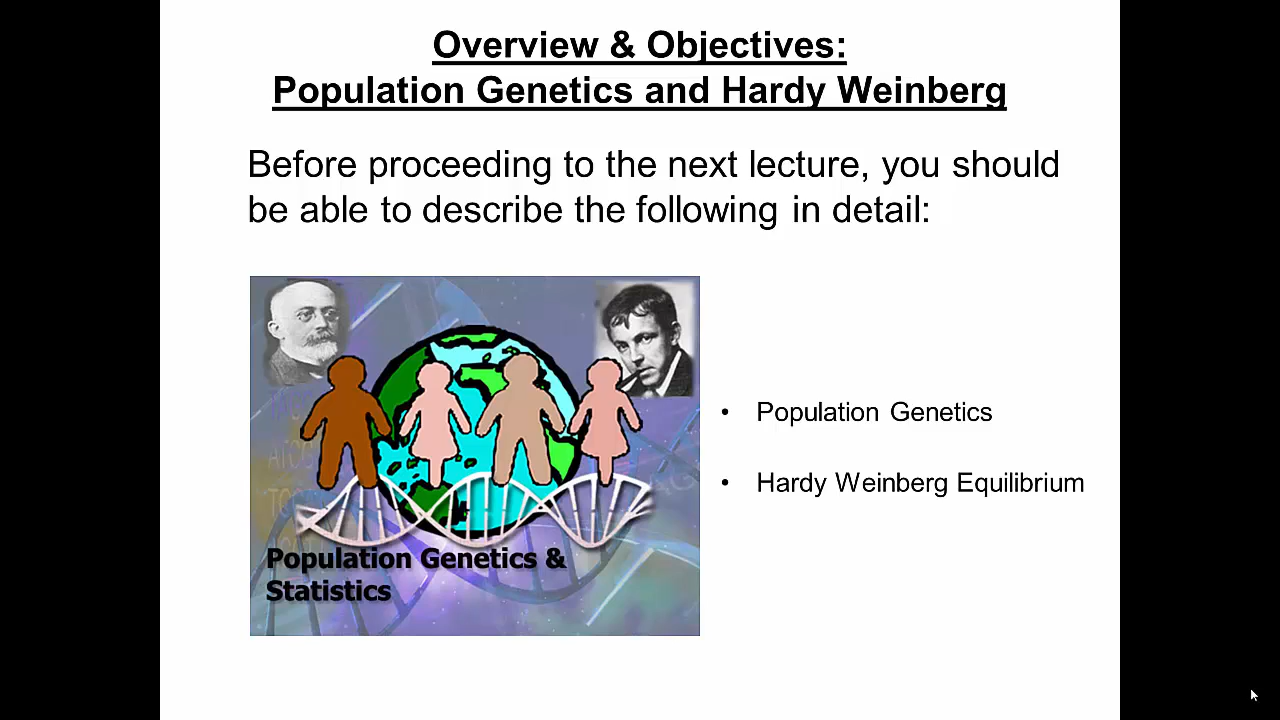 Overview & Objectives:
Population Genetics and Hardy Weinberg
Before proceeding to the next lecture, you should
be able to describe the following in detail:
Population Genetics &
Statistics
• Population Genetics
• Hardy Weinberg Equilibrium